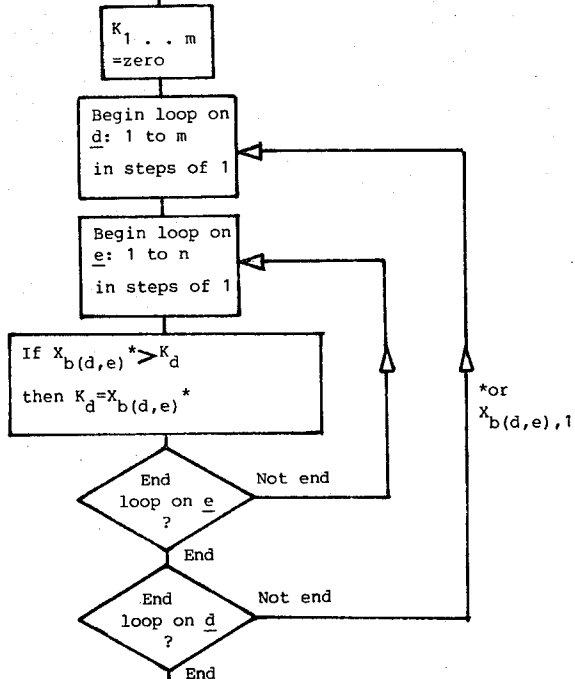 K1 . . m
=zero
Begin loop on
d: 1 to m
in steps of 1
Begin loop on
e: 1 to n
in steps of 1
If Xb(d,e)*>Kd
then Kd=Xb(d,e)*
*or
Xb(d,e),1
End
loop on e
?
Not end
End
End
loop on d
?
Not end
End